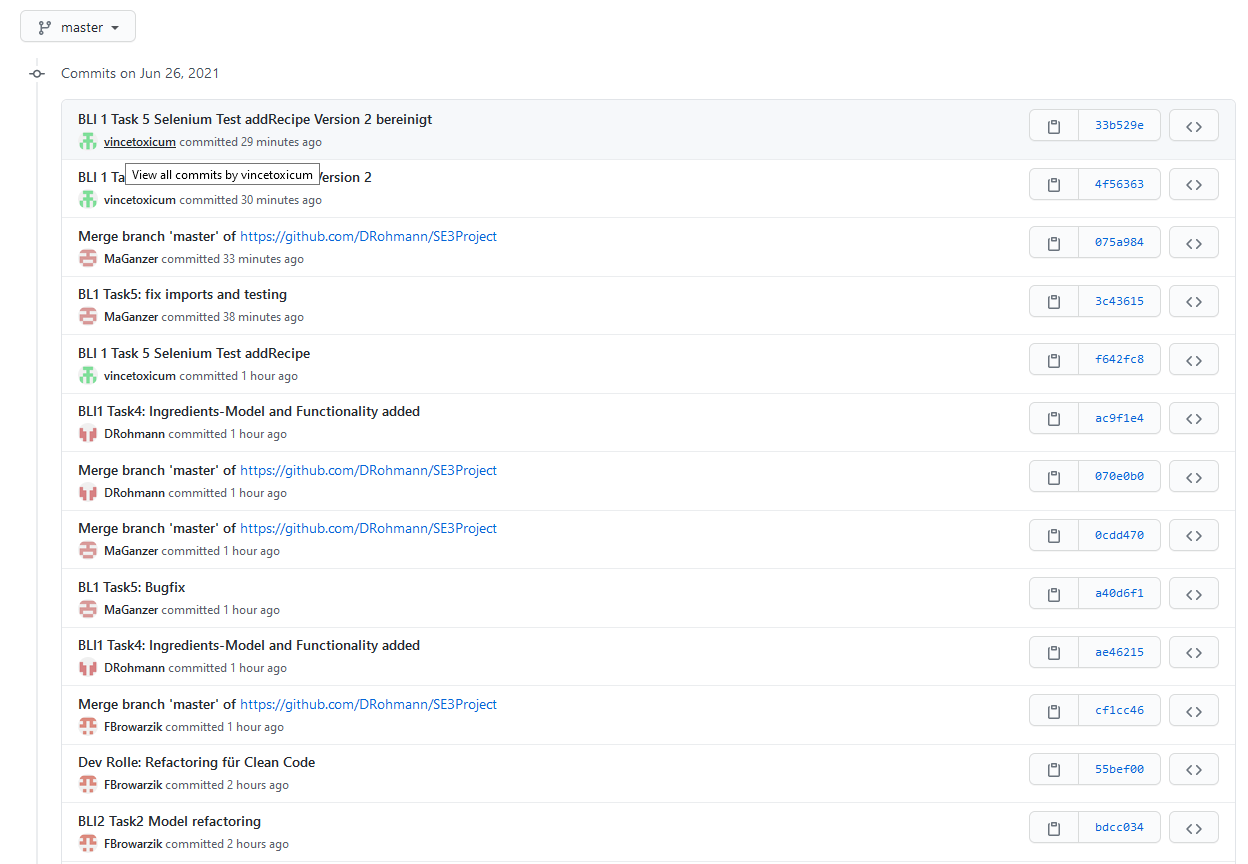 master
Commits on Jun 26, 2021
BLI 1 Task 5 Selenium Test addRecipe Version 2 bereinigt
33b529e
vincetoxicum committed 29 minutes ago
View all commits by vincetoxicum
BLI 1 Ta ersion 2
4f56363
vincetoxicum committed 30 minutes ago
Merge branch 'master' of https://github.com/DRohmann/SE3Project
075a984
MaGanzer committed 33 minutes ago
BL1 Task5: fix imports and testing
3c43615
MaGanzer committed 38 minutes ago
BLI 1 Task 5 Selenium Test addRecipe
f642fc8
vincetoxicum committed 1 hour ago
BLI1 Task4: Ingredients-Model and Functionality added
ac9f1e4
DRohmann committed 1 hour ago
Merge branch 'master' of https://github.com/DRohmann/SE3Project
070e0b0
DRohmann committed 1 hour ago
Merge branch 'master' of https://github.com/DRohmann/SE3Project
0cdd470
MaGanzer committed 1 hour ago
BL1 Task5: Bugfix
a40d6f1
MaGanzer committed 1 hour ago
BLI1 Task4: Ingredients-Model and Functionality added
ae46215
DRohmann committed 1 hour ago
Merge branch 'master' of https://github.com/DRohmann/SE3Project
cf1cc46
FBrowarzik committed 1 hour ago
Dev Rolle: Refactoring für Clean Code
55bef00
FBrowarzik committed 2 hours ago
BLI2 Task2 Model refactoring
bdcc034
FBrowarzik committed 2 hours ago